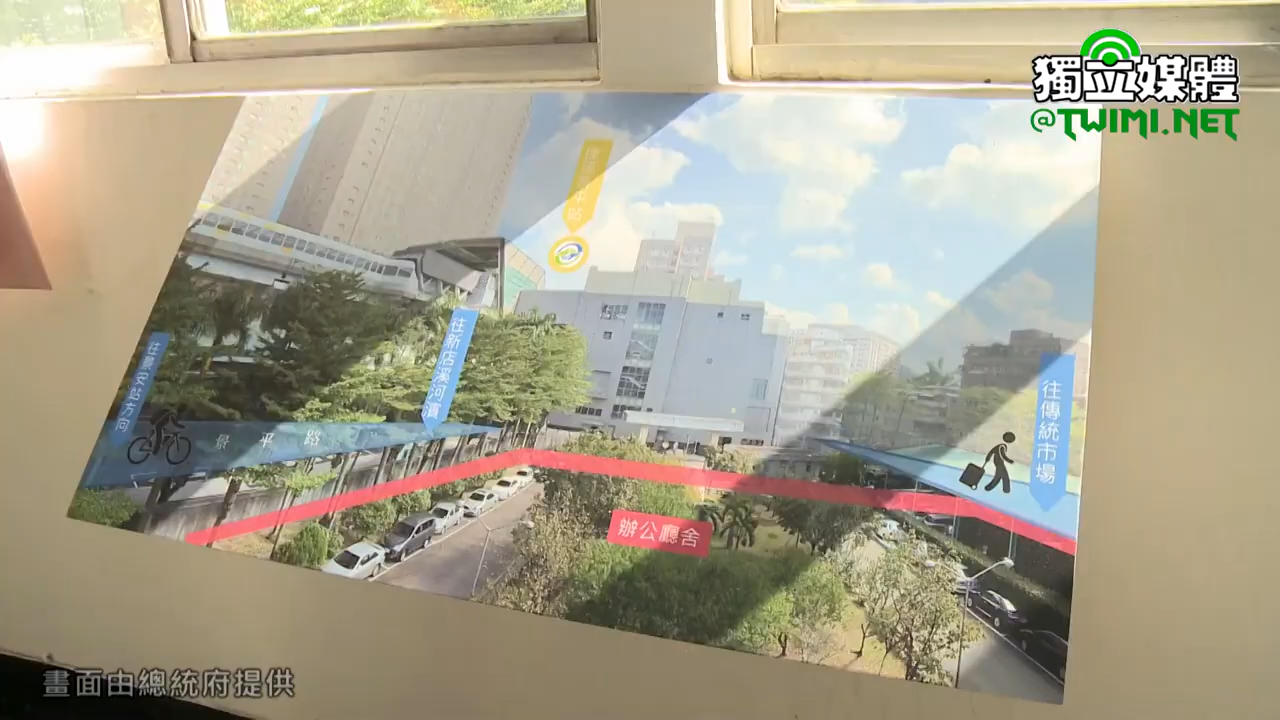 獨立媒體
@TWIMI.NET
往景安站方向
景平路
往新店溪河濱
往傳統市場
辦公廳舍
畫面由總統府提供